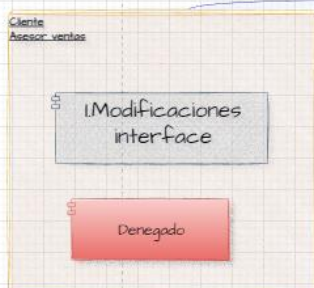 Cliente
Asesor ventas
1.Modificaciones
interface
Denegado